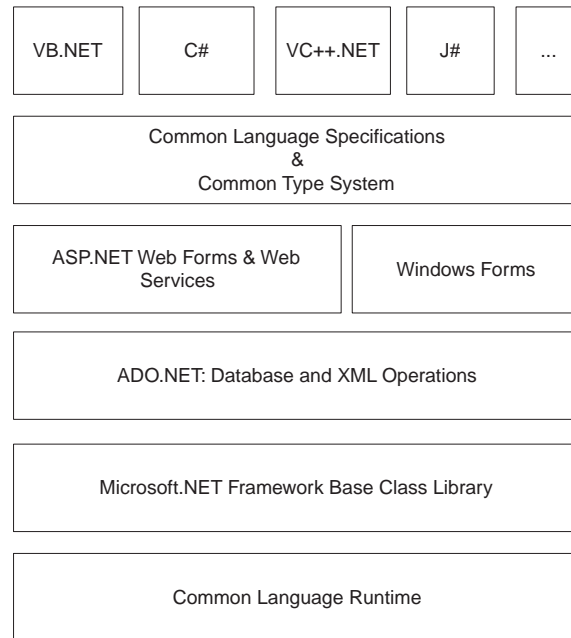 VB.NET
C#
VC++.NET
J#
...
Common Language Specifications
&
Common Type System
ASP.NET Web Forms & Web
Services
Windows Forms
ADO.NET: Database and XML Operations
Microsoft.NET Framework Base Class Library
Common Language Runtime